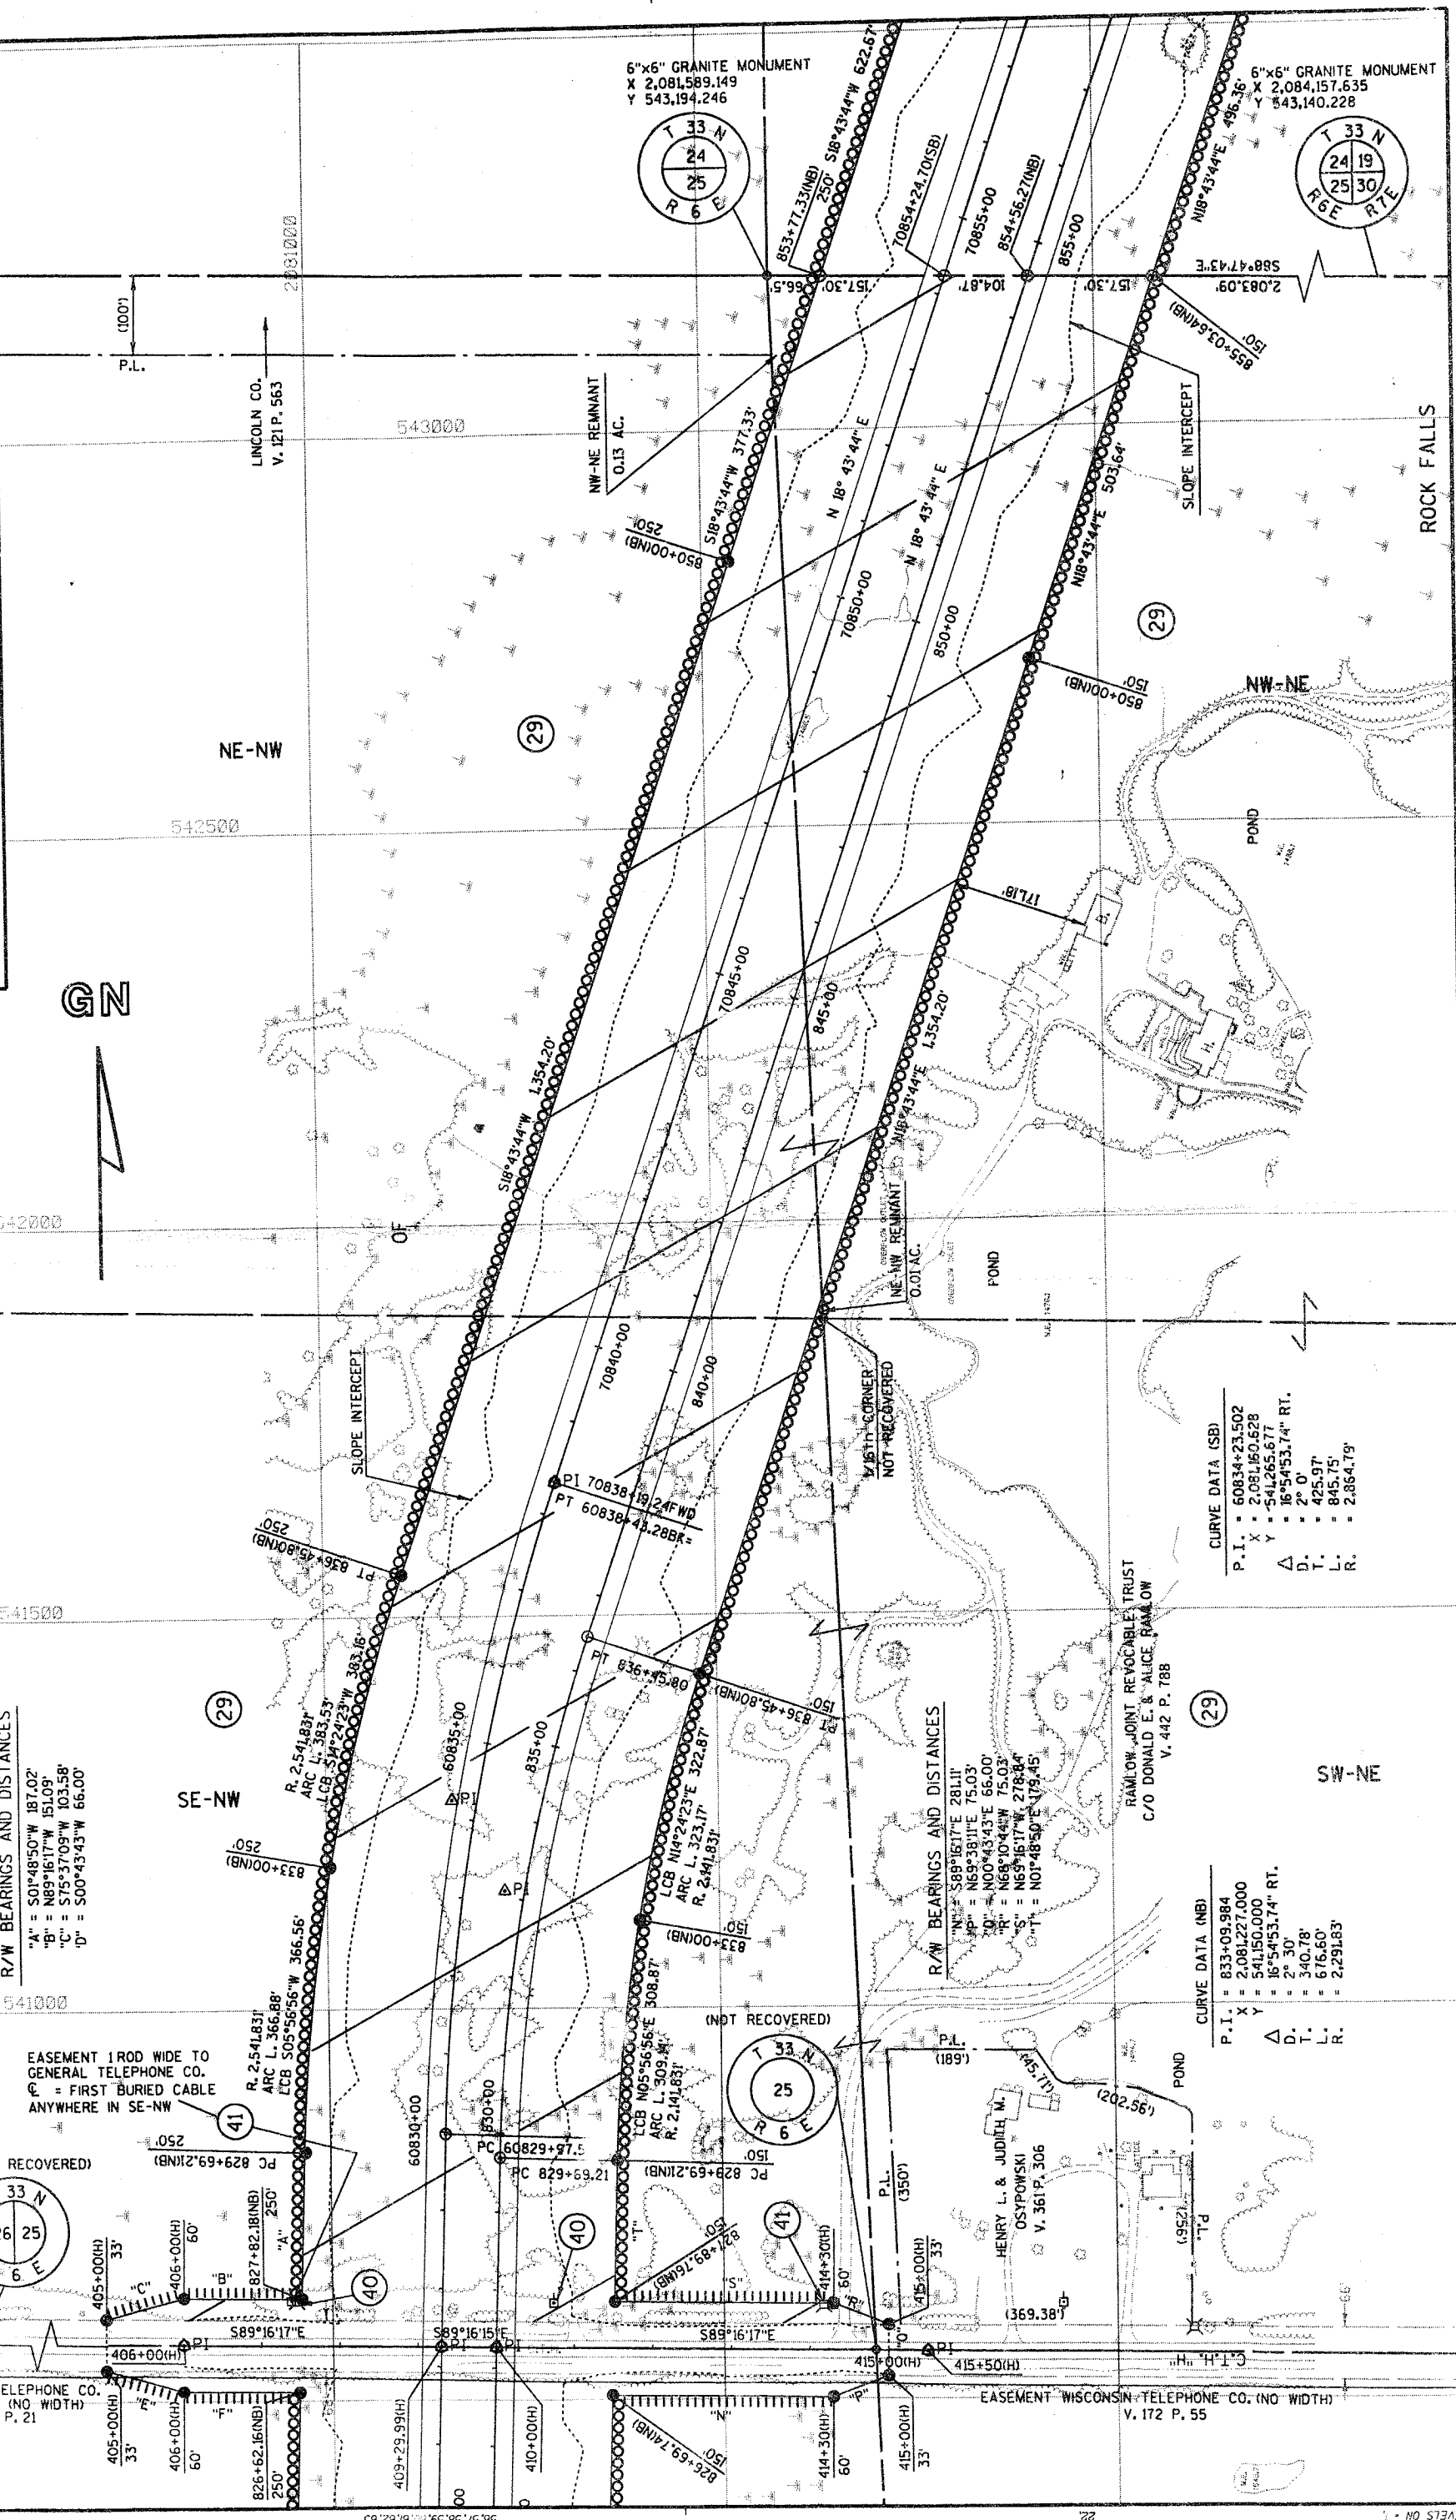 6"x6" GRANITE MONUMENT
X 2,081,589.149
Y 543,194.246
T 33 N
24
25
R 6 E
6"x6" GRANITE MONUMENT
X 2,084,157.635
Y 543,140.228
T 33 N
24 19
25 30
R6E R7E
S18°43'44"W 622.67'
853+77.33(NB)
250'
70854+24.70(SB)
70855+00
854+56.27(NB)
855+00
N18°43'44"E 496.36'
66.5'
157.30'
104.87'
157.30'
S88°47'43"E
2,083.09'
855+03.64(NB)
150'
2081000
(100')
P.L.
LINCOLN CO.
V. 121 P. 563
543000
NW-NE REMNANT
0.13 AC.
S18°43'44"W 377.33'
N 18° 43' 44" E
N 18° 43' 44" E
N18°43'44"E 503.64'
SLOPE INTERCEPT
ROCK FALLS
850+00(NB)
250'
70850+00
850+00
850+00(NB)
150'
29
29
NE-NW
NW-NE
542500
POND
171.18'
B.
H.
GN
70845+00
845+00
S18°43'44"W 1,354.20'
N18°43'44"E 1,354.20'
542000
OF
NE-NW REMNANT
0.01 AC.
POND
SLOPE INTERCEPT
70840+00
840+00
1/16TH CORNER
NOT RECOVERED
PI 70838+19.24FWD
PT 60838+43.28BK=
CURVE DATA (SB)
P.I. = 60834+23.502
X = 2,081,160.628
Y = 541,265.677
△ = 16°54'53.74" RT.
D. = 2° 0'
T. = 425.97'
L. = 845.75'
R. = 2,864.79'
PT 836+45.80(NB)
250'
541500
PT 836+45.80
PT 836+45.80(NB)
150'
R. 2,541.831'
ARC L. 383.53'
LCB S14°24'23"W 383.16'
29
SE-NW
60835+00
835+00
PI
PI
LCB N14°24'23"E 322.87'
ARC L. 323.17'
R. 2,141.831'
833+00(NB)
250'
833+00(NB)
150'
R/W BEARINGS AND DISTANCES
"A" = S01°48'50"W 187.02'
"B" = N89°16'17"W 151.09'
"C" = S75°37'09"W 103.58'
"D" = S00°43'43"W 66.00'
R/W BEARINGS AND DISTANCES
"N" = S89°16'17"E 281.11'
"P" = N69°38'11"E 75.03'
"O" = N00°43'43"E 66.00'
"R" = N68°10'44"W 75.03'
"S" = N89°16'17"W 278.84'
"T" = N01°48'50"E 179.45'
RAMLOW JOINT REVOCABLE TRUST
C/O DONALD E. & ALICE RAMLOW
V. 442 P. 788
29
SW-NE
CURVE DATA (NB)
P.I. = 833+09.984
X = 2,081,227.000
Y = 541,150.000
△ = 16°54'53.74" RT.
D. = 2° 30'
T. = 340.78'
L. = 676.60'
R. = 2,291.83'
541000
R. 2,541.831'
ARC L. 366.88'
LCB S05°56'56"W 366.56'
LCB N05°56'56"E 308.87'
ARC L. 309.14'
R. 2,141.831'
EASEMENT 1 ROD WIDE TO
GENERAL TELEPHONE CO.
℄ = FIRST BURIED CABLE
ANYWHERE IN SE-NW
41
(NOT RECOVERED)
T 33 N
25
R 6 E
P.L.
(189')
(45.71')
(202.56')
POND
HENRY L. & JUDITH M.
OSYPOWSKI
V. 361 P. 306
P.L.
(350')
P.L.
(256')
(369.38')
PC 829+69.21(NB)
250'
60830+00
830+00
PC 60829+97.5
PC 829+69.21
PC 829+69.21(NB)
150'
RECOVERED)
33 N
26 25
6 E
405+00(H)
33'
"C"
406+00(H)
60'
"B"
827+82.18(NB)
250'
"A"
40
40
"T"
827+89.76(NB)
150'
41
"S"
414+30(H)
60'
"R"
415+00(H)
33'
"O"
S89°16'17"E
S89°16'15"E
S89°16'17"E
406+00(H)
PI
PI
PI
PI
415+00(H)
415+50(H)
C.T.H. "H"
66'
ELEPHONE CO.
(NO WIDTH)
P. 21
405+00(H)
33'
"E"
406+00(H)
60'
"F"
826+62.16(NB)
250'
409+29.99(H)
410+00(H)
826+69.74(NB)
150'
"N"
414+30(H)
60'
"P"
415+00(H)
33'
EASEMENT WISCONSIN TELEPHONE CO. (NO WIDTH)
V. 172 P. 55
22